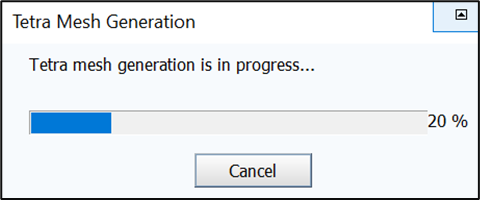 Tetra Mesh Generation
Tetra mesh generation is in progress...
20 %
Cancel